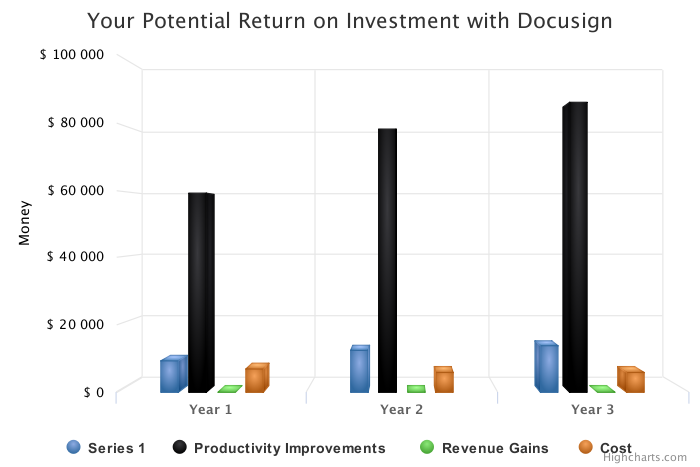 Your Potential Return on Investment with Docusign
$ 100 000
$ 80 000
$ 60 000
$ 40 000
$ 20 000
$ 0
Money
Year 1 Year 2 Year 3
Series 1 Productivity Improvements Revenue Gains Cost
Highcharts.com